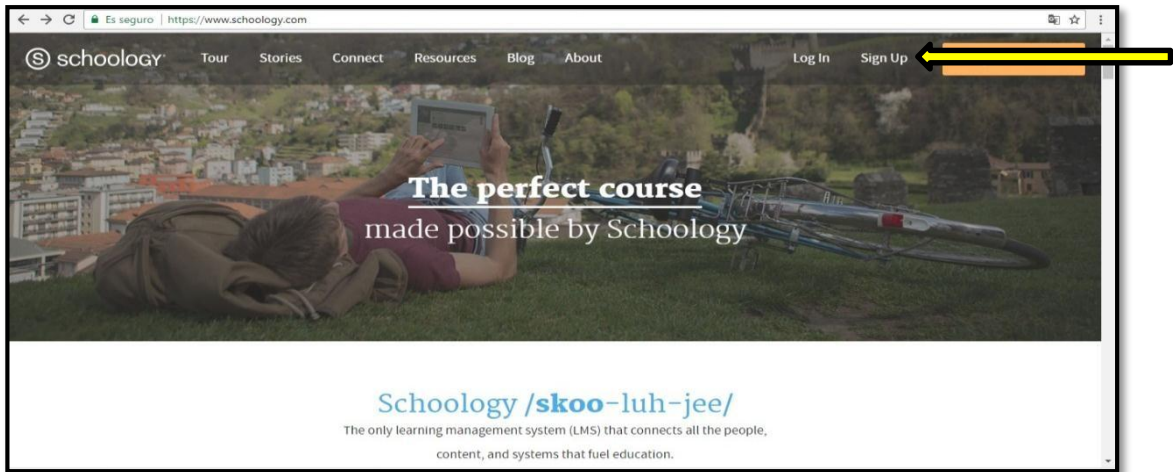 Es seguro | https://www.schoology.com
S schoology Tour Stories Connect Resources Blog About Log In Sign Up
The perfect course
made possible by Schoology
Schoology /skoo-luh-jee/
The only learning management system (LMS) that connects all the people,
content, and systems that fuel education.